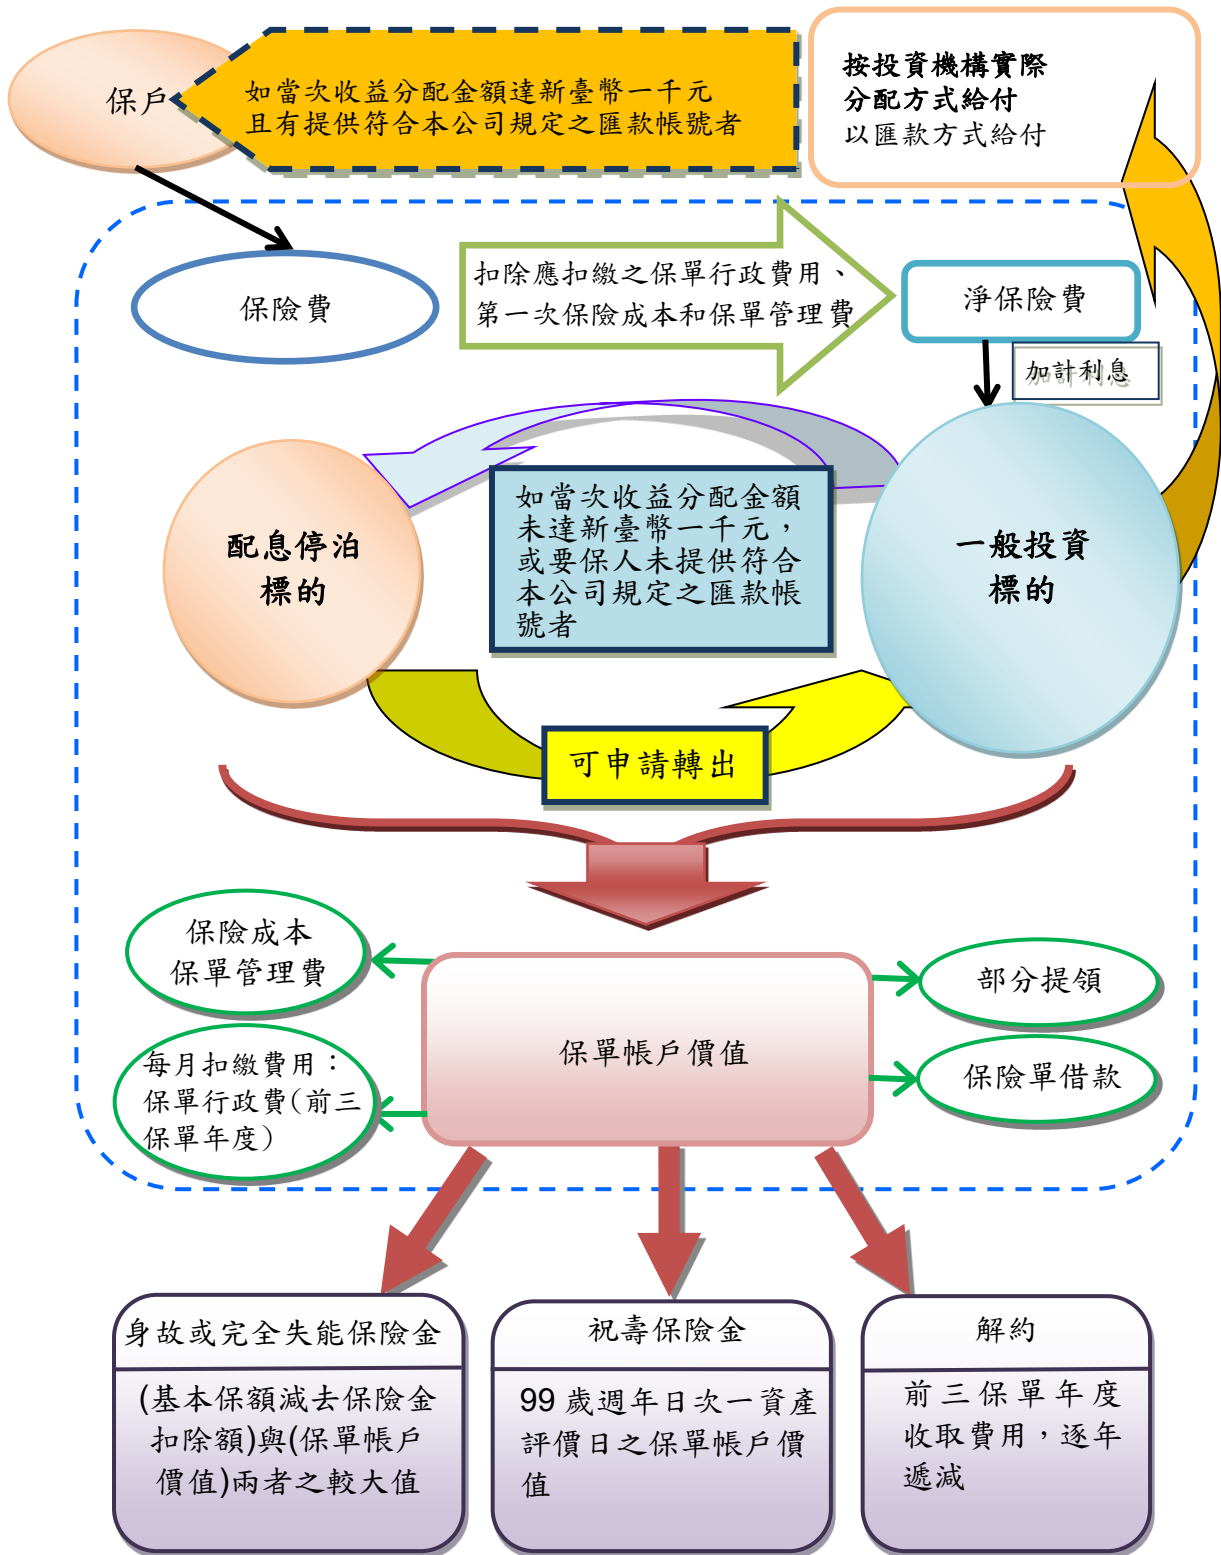 保戶
如當次收益分配金額達新臺幣一千元
且有提供符合本公司規定之匯款帳號者
按投資機構實際
分配方式給付
以匯款方式給付
保險費
扣除應扣繳之保單行政費用、
第一次保險成本和保單管理費
淨保險費
加計利息
配息停泊
標的
如當次收益分配金額
未達新臺幣一千元，
或要保人未提供符合
本公司規定之匯款帳
號者
一般投資
標的
可申請轉出
保險成本
保單管理費
每月扣繳費用：
保單行政費(前三
保單年度)
保單帳戶價值
部分提領
保險單借款
身故或完全失能保險金
(基本保額減去保險金
扣除額)與(保單帳戶
價值)兩者之較大值
祝壽保險金
99 歲週年日次一資產
評價日之保單帳戶價
值
解約
前三保單年度
收取費用，逐年
遞減